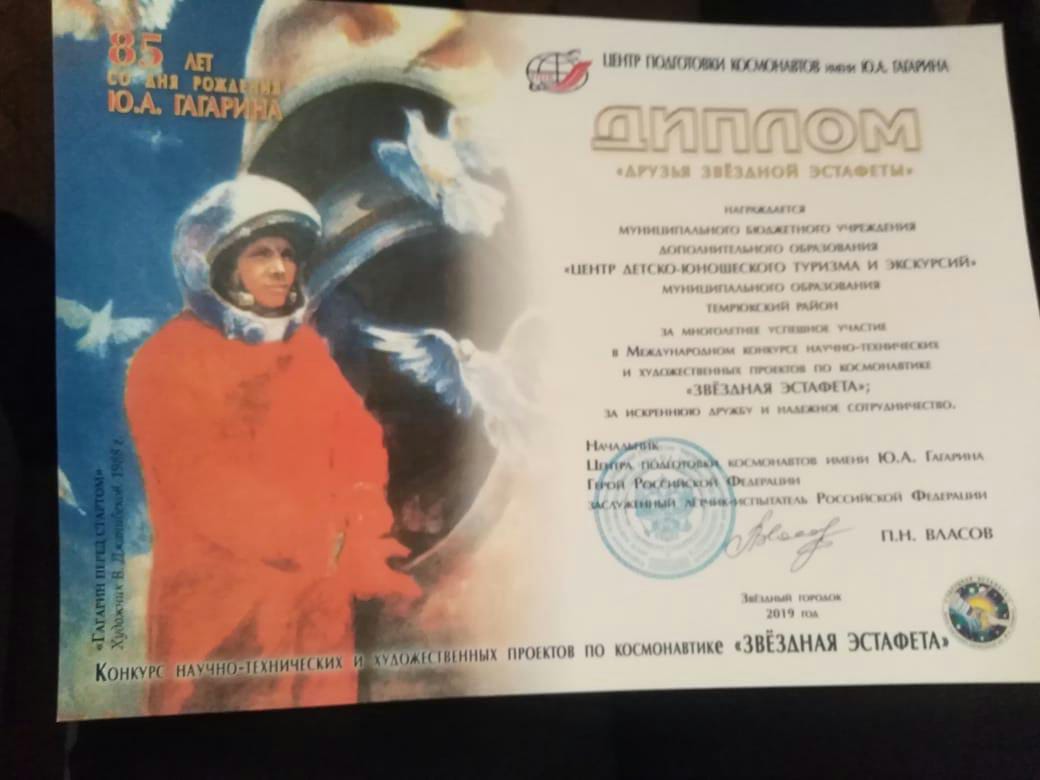 85 ЛЕТ
СО ДНЯ РОЖДЕНИЯ
Ю.А. ГАГАРИНА
ЦЕНТР ПОДГОТОВКИ КОСМОНАВТОВ ИМЕНИ Ю.А. ГАГАРИНА
ДИПЛОМ
«ДРУЗЬЯ ЗВЁЗДНОЙ ЭСТАФЕТЫ»
НАГРАЖДАЕТСЯ
МУНИЦИПАЛЬНОГО БЮДЖЕТНОГО УЧРЕЖДЕНИЯ
ДОПОЛНИТЕЛЬНОГО ОБРАЗОВАНИЯ
«ЦЕНТР ДЕТСКО-ЮНОШЕСКОГО ТУРИЗМА И ЭКСКУРСИЙ»
МУНИЦИПАЛЬНОГО ОБРАЗОВАНИЯ
ТЕМРЮКСКИЙ РАЙОН
ЗА МНОГОЛЕТНЕЕ УСПЕШНОЕ УЧАСТИЕ
В МЕЖДУНАРОДНОМ КОНКУРСЕ НАУЧНО-ТЕХНИЧЕСКИХ
И ХУДОЖЕСТВЕННЫХ ПРОЕКТОВ ПО КОСМОНАВТИКЕ
«ЗВЁЗДНАЯ ЭСТАФЕТА»;
ЗА ИСКРЕННЮЮ ДРУЖБУ И НАДЕЖНОЕ СОТРУДНИЧЕСТВО.
НАЧАЛЬНИК
ЦЕНТРА ПОДГОТОВКИ КОСМОНАВТОВ ИМЕНИ Ю.А. ГАГАРИНА
ГЕРОЙ РОССИЙСКОЙ ФЕДЕРАЦИИ
ЗАСЛУЖЕННЫЙ ЛЁТЧИК-ИСПЫТАТЕЛЬ РОССИЙСКОЙ ФЕДЕРАЦИИ
П.Н. ВЛАСОВ
ЗВЁЗДНЫЙ ГОРОДОК
2019 ГОД
«ГАГАРИН ПЕРЕД СТАРТОМ»
Художник В. Джанибеков 1988 г.
КОНКУРС НАУЧНО-ТЕХНИЧЕСКИХ И ХУДОЖЕСТВЕННЫХ ПРОЕКТОВ ПО КОСМОНАВТИКЕ «ЗВЁЗДНАЯ ЭСТАФЕТА»